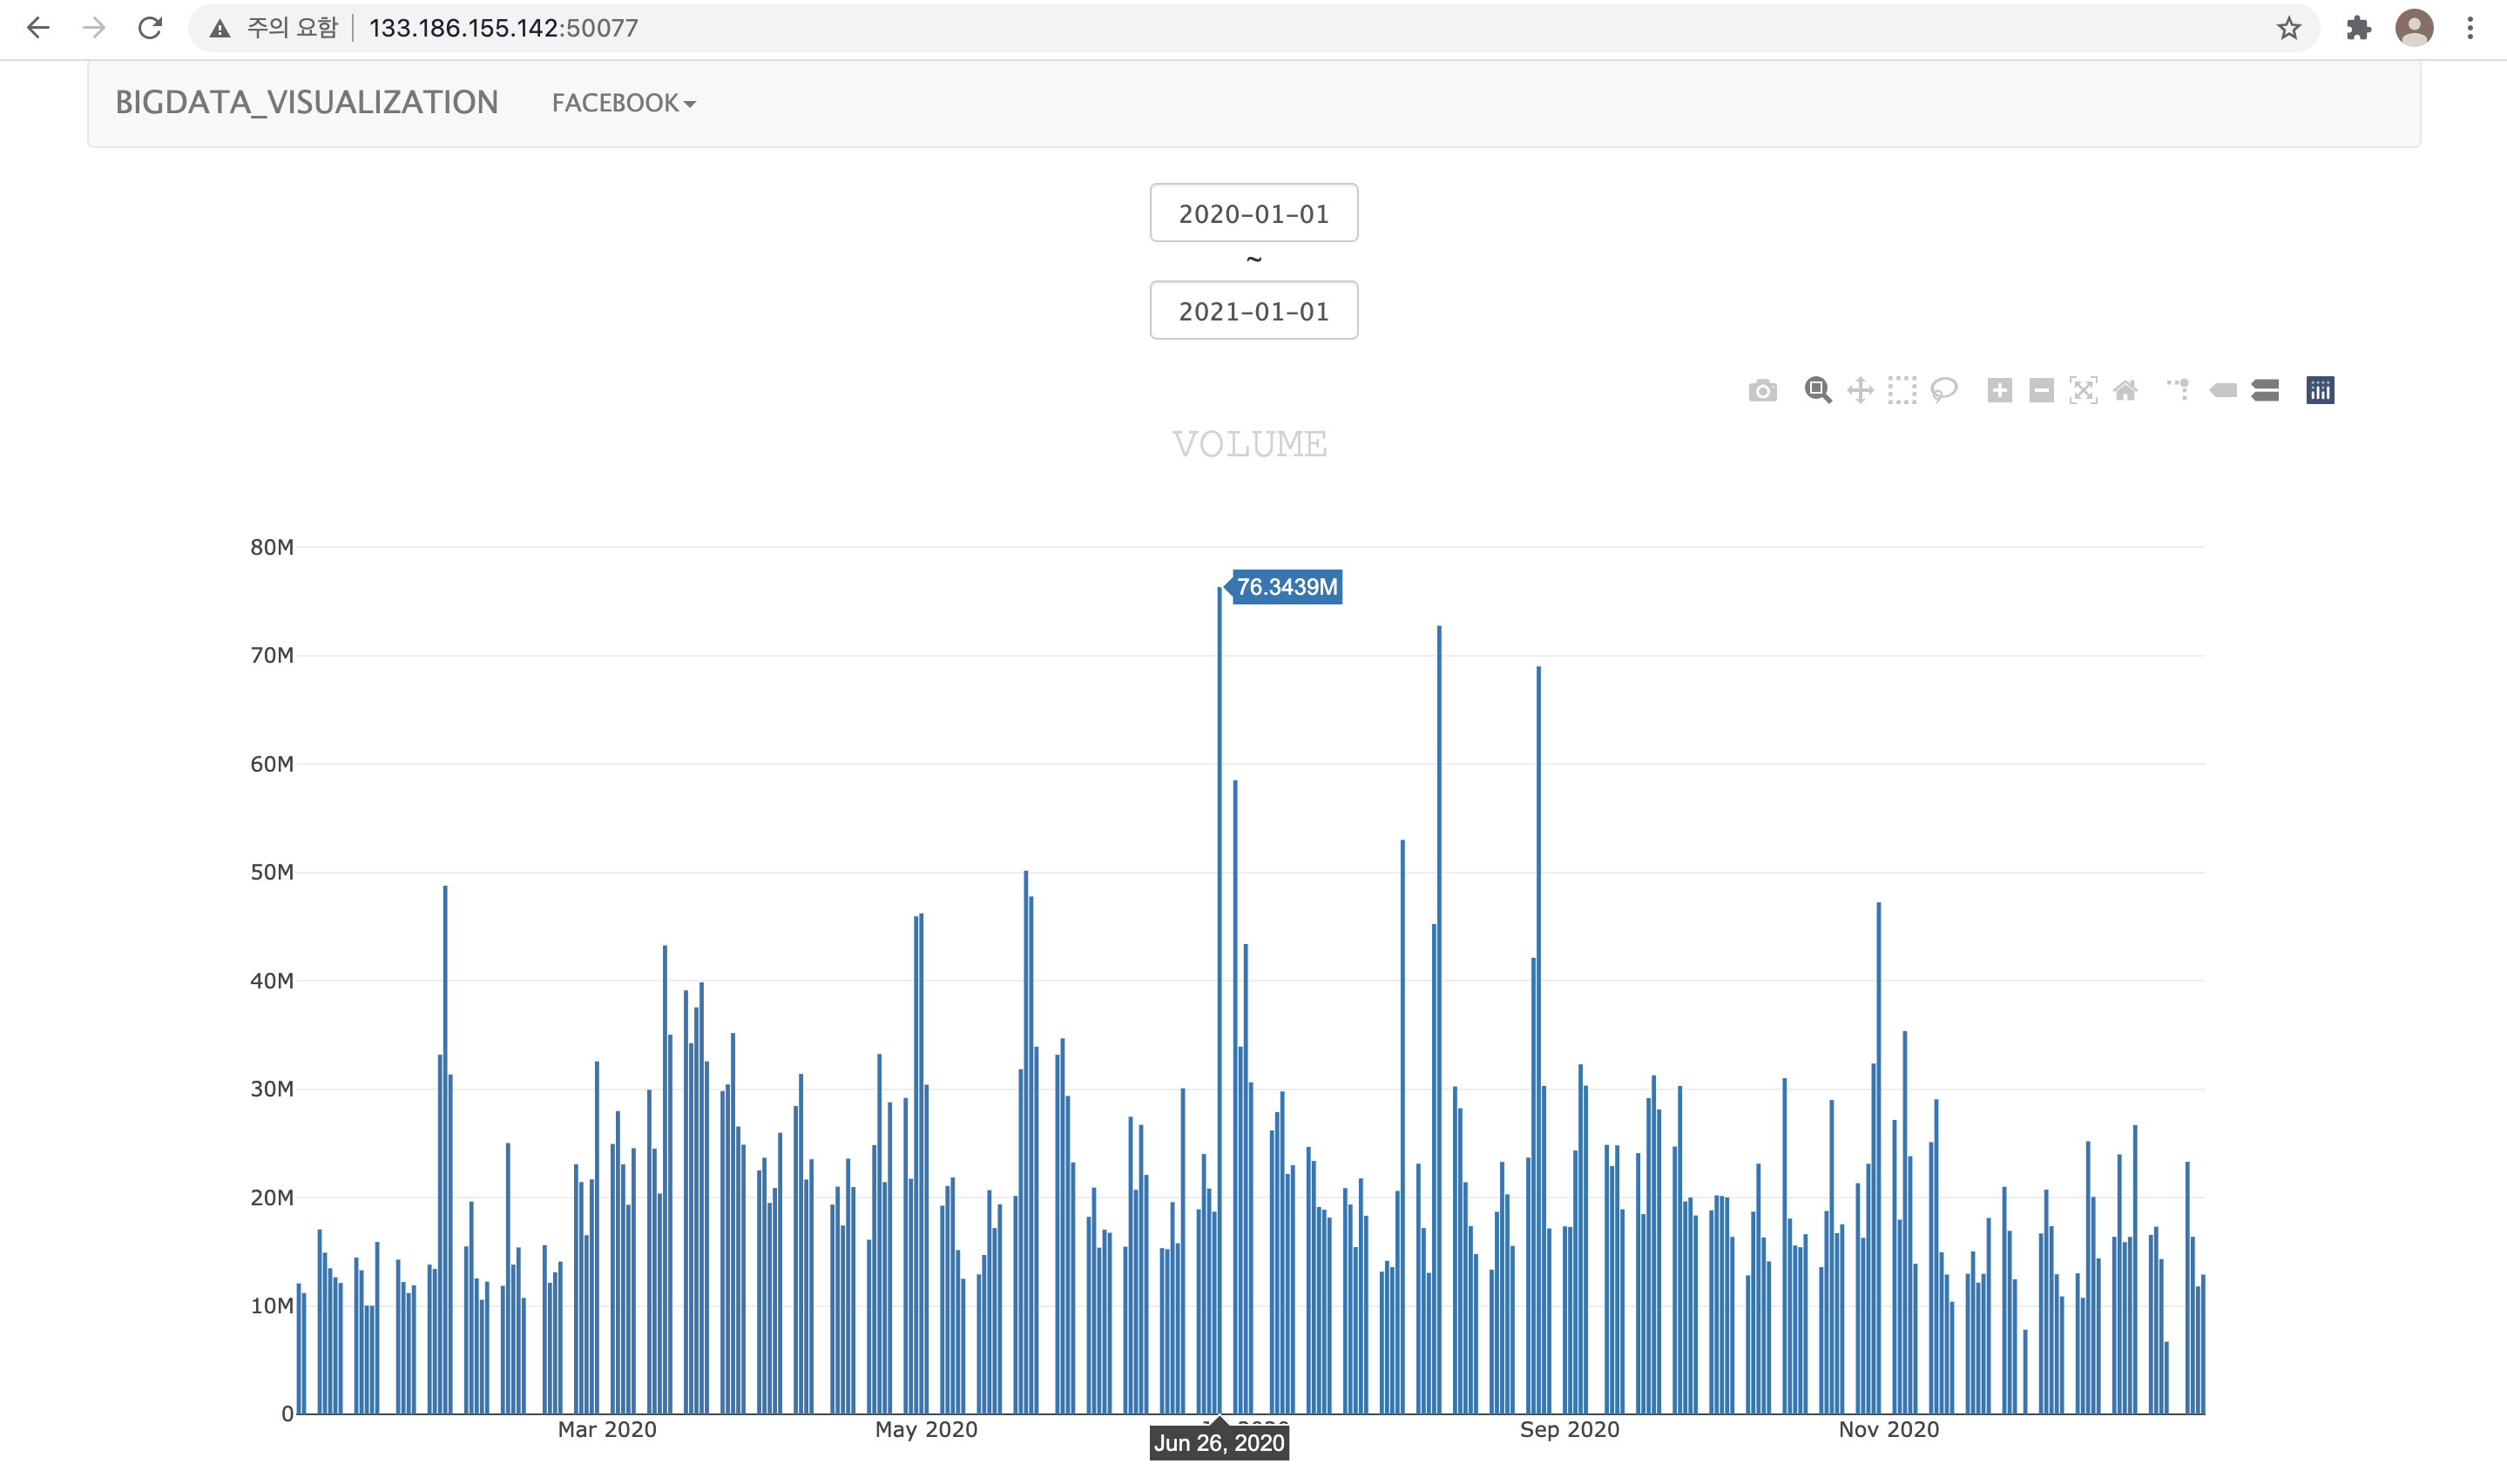 주의 요함 133.186.155.142:50077
BIGDATA_VISUALIZATION FACEBOOK
2020-01-01
~
2021-01-01
VOLUME
80M
76.3439M
70M
60M
50M
40M
30M
20M
10M
0
Mar 2020 May 2020 Sep 2020 Nov 2020
Jun 26, 2020